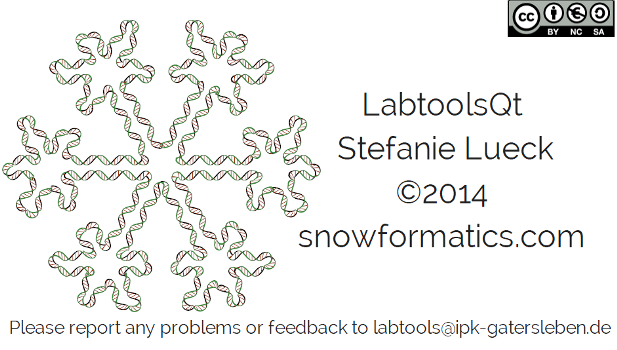 cc
BY NC SA
LabtoolsQt
Stefanie Lueck
©2014
snowformatics.com
Please report any problems or feedback to labtools@ipk-gatersleben.de